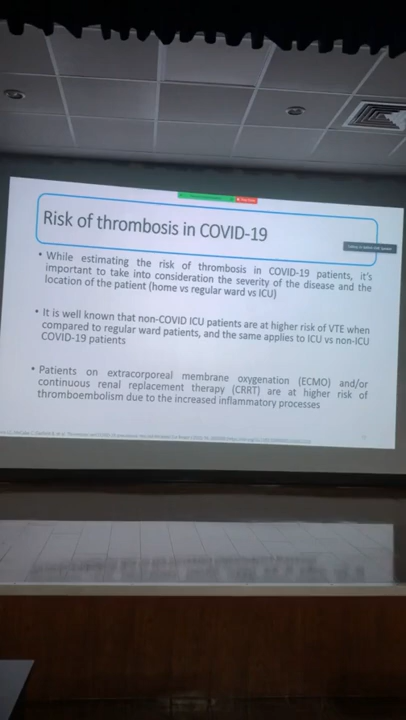 Risk of thrombosis in COVID-19
• While estimating the risk of thrombosis in COVID-19 patients, it's
important to take into consideration the severity of the disease and the
location of the patient (home vs regular ward vs ICU)
• It is well known that non-COVID ICU patients are at higher risk of VTE when
compared to regular ward patients, and the same applies to ICU vs non-ICU
COVID-19 patients
• Patients on extracorporeal membrane oxygenation (ECMO) and/or
continuous renal replacement therapy (CRRT) are at higher risk of
thromboembolism due to the increased inflammatory processes